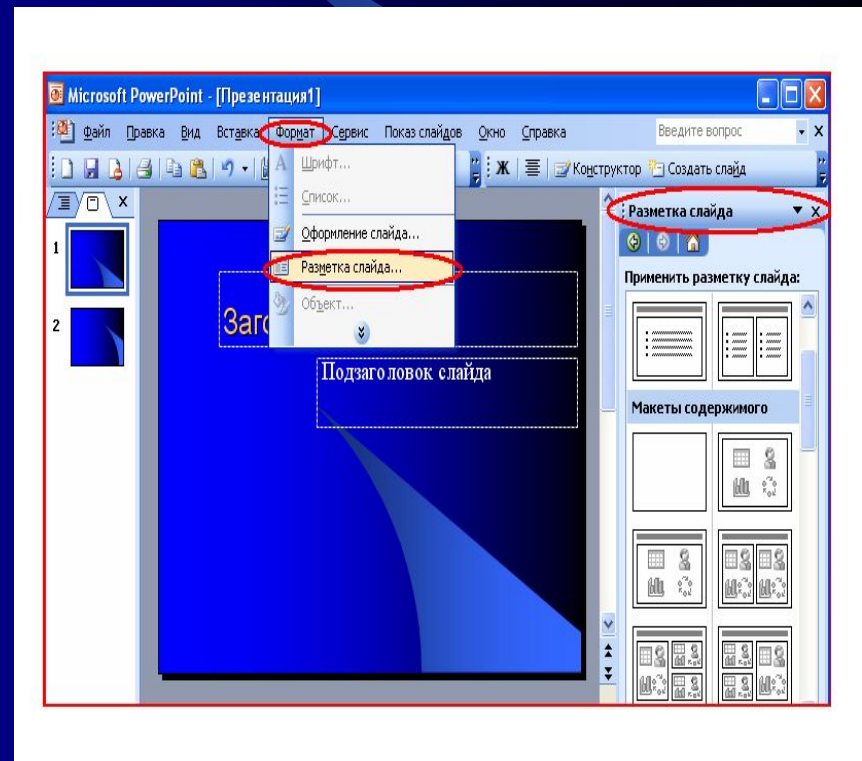 Microsoft PowerPoint - [Презентация1]
Файл Правка Вид Вставка Формат Сервис Показ слайдов Окно Справка Введите вопрос
Ж Конструктор Создать слайд
Шрифт...
Список...
Оформление слайда...
Разметка слайда...
Объект...
1
2
Подзаголовок слайда
Разметка слайда
Применить разметку слайда:
Макеты содержимого